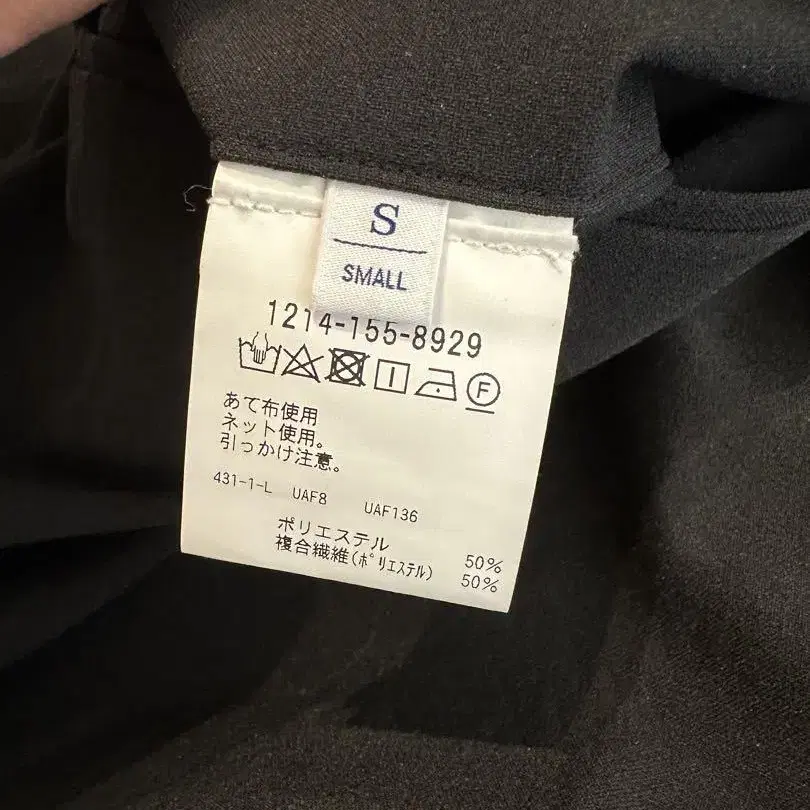 S
SMALL
1214-155-8929
F
あて布使用
ネット使用。
引っかけ注意。
431-1-L UAF8 UAF136
ポリエステル 50%
複合繊維(ポリエステル) 50%